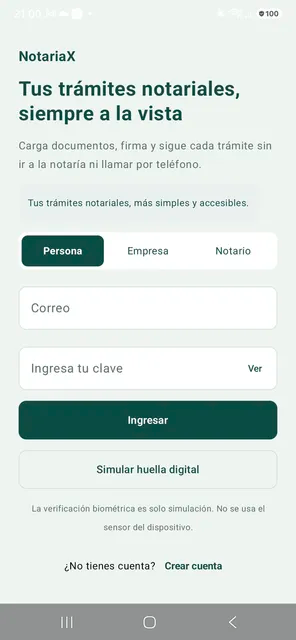 NotariaX
Tus trámites notariales,
siempre a la vista
Carga documentos, firma y sigue cada trámite sin
ir a la notaría ni llamar por teléfono.
Tus trámites notariales, más simples y accesibles.
Persona
Empresa
Notario
Correo
Ingresa tu clave
Ver
Ingresar
Simular huella digital
La verificación biométrica es solo simulación. No se usa el
sensor del dispositivo.
¿No tienes cuenta? Crear cuenta
100